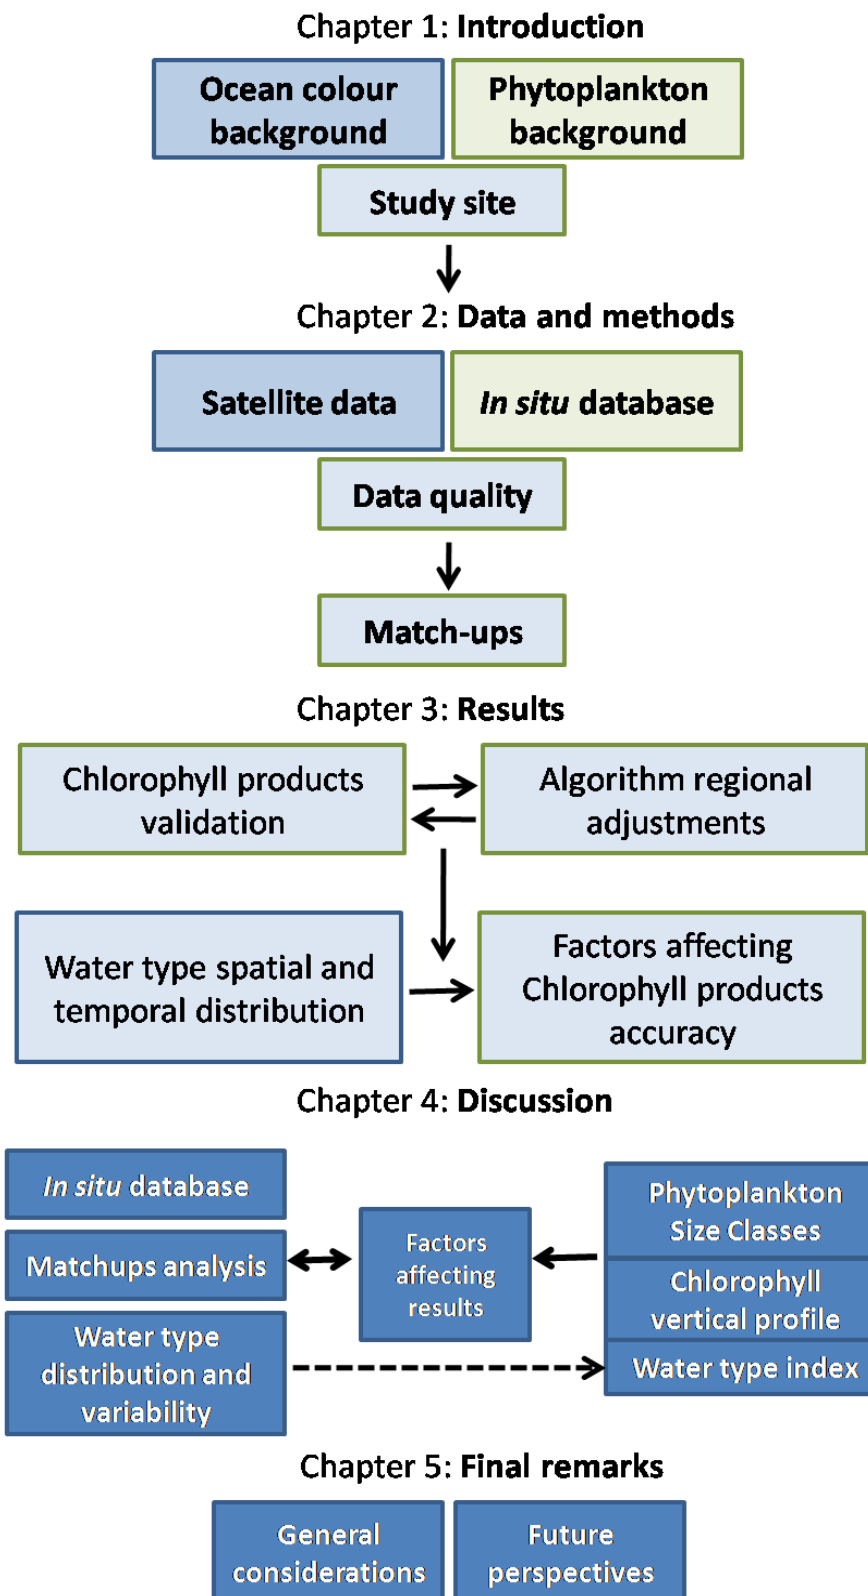 Chapter 1: Introduction
Ocean colour
background
Phytoplankton
background
Study site
Chapter 2: Data and methods
Satellite data
In situ database
Data quality
Match-ups
Chapter 3: Results
Chlorophyll products
validation
Algorithm regional
adjustments
Water type spatial and
temporal distribution
Factors affecting
Chlorophyll products
accuracy
Chapter 4: Discussion
In situ database
Matchups analysis
Water type
distribution and
variability
Factors
affecting
results
Phytoplankton
Size Classes
Chlorophyll
vertical profile
Water type index
Chapter 5: Final remarks
General
considerations
Future
perspectives